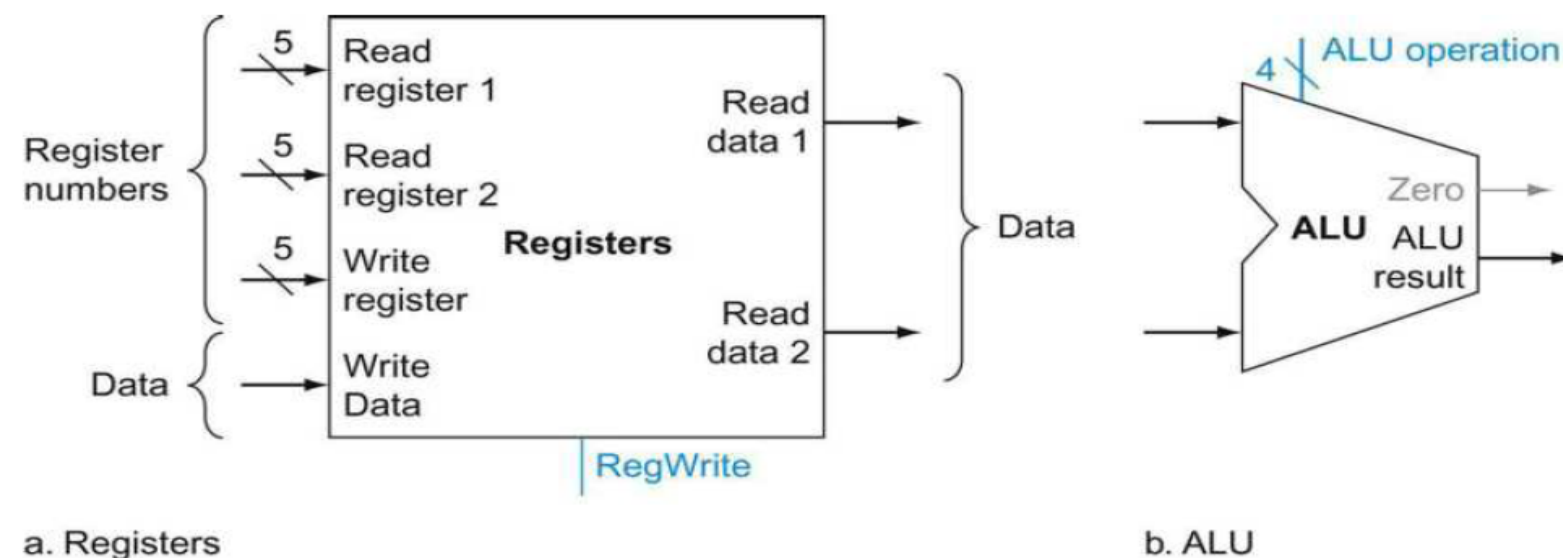 Register
numbers
Data
5
5
5
Read
register 1
Read
register 2
Write
register
Write
Data
Registers
Read
data 1
Read
data 2
RegWrite
Data
4
ALU operation
ALU
Zero
ALU
result
a. Registers
b. ALU